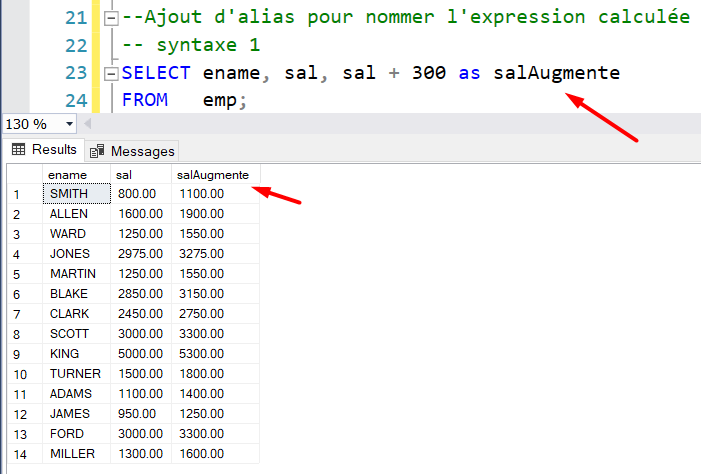 21 --Ajout d'alias pour nommer l'expression calculée
22 -- syntaxe 1
23 SELECT ename, sal, sal + 300 as salAugmente
24 FROM emp;
130 %
Results Messages
ename sal salAugmente
1 SMITH 800.00 1100.00
2 ALLEN 1600.00 1900.00
3 WARD 1250.00 1550.00
4 JONES 2975.00 3275.00
5 MARTIN 1250.00 1550.00
6 BLAKE 2850.00 3150.00
7 CLARK 2450.00 2750.00
8 SCOTT 3000.00 3300.00
9 KING 5000.00 5300.00
10 TURNER 1500.00 1800.00
11 ADAMS 1100.00 1400.00
12 JAMES 950.00 1250.00
13 FORD 3000.00 3300.00
14 MILLER 1300.00 1600.00